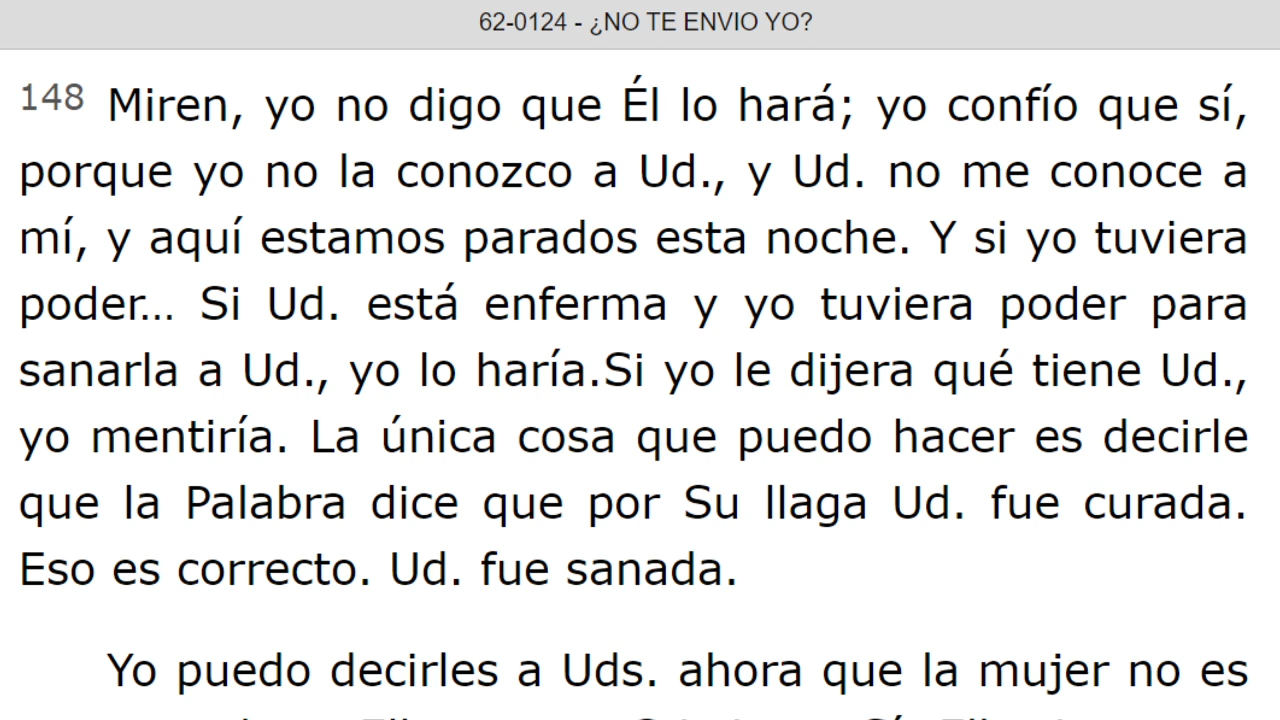 62-0124 - ¿NO TE ENVIO YO?
148 Miren, yo no digo que Él lo hará; yo confío que sí,
porque yo no la conozco a Ud., y Ud. no me conoce a
mí, y aquí estamos parados esta noche. Y si yo tuviera
poder... Si Ud. está enferma y yo tuviera poder para
sanarla a Ud., yo lo haría.Si yo le dijera qué tiene Ud.,
yo mentiría. La única cosa que puedo hacer es decirle
que la Palabra dice que por Su llaga Ud. fue curada.
Eso es correcto. Ud. fue sanada.
Yo puedo decirles a Uds. ahora que la mujer no es